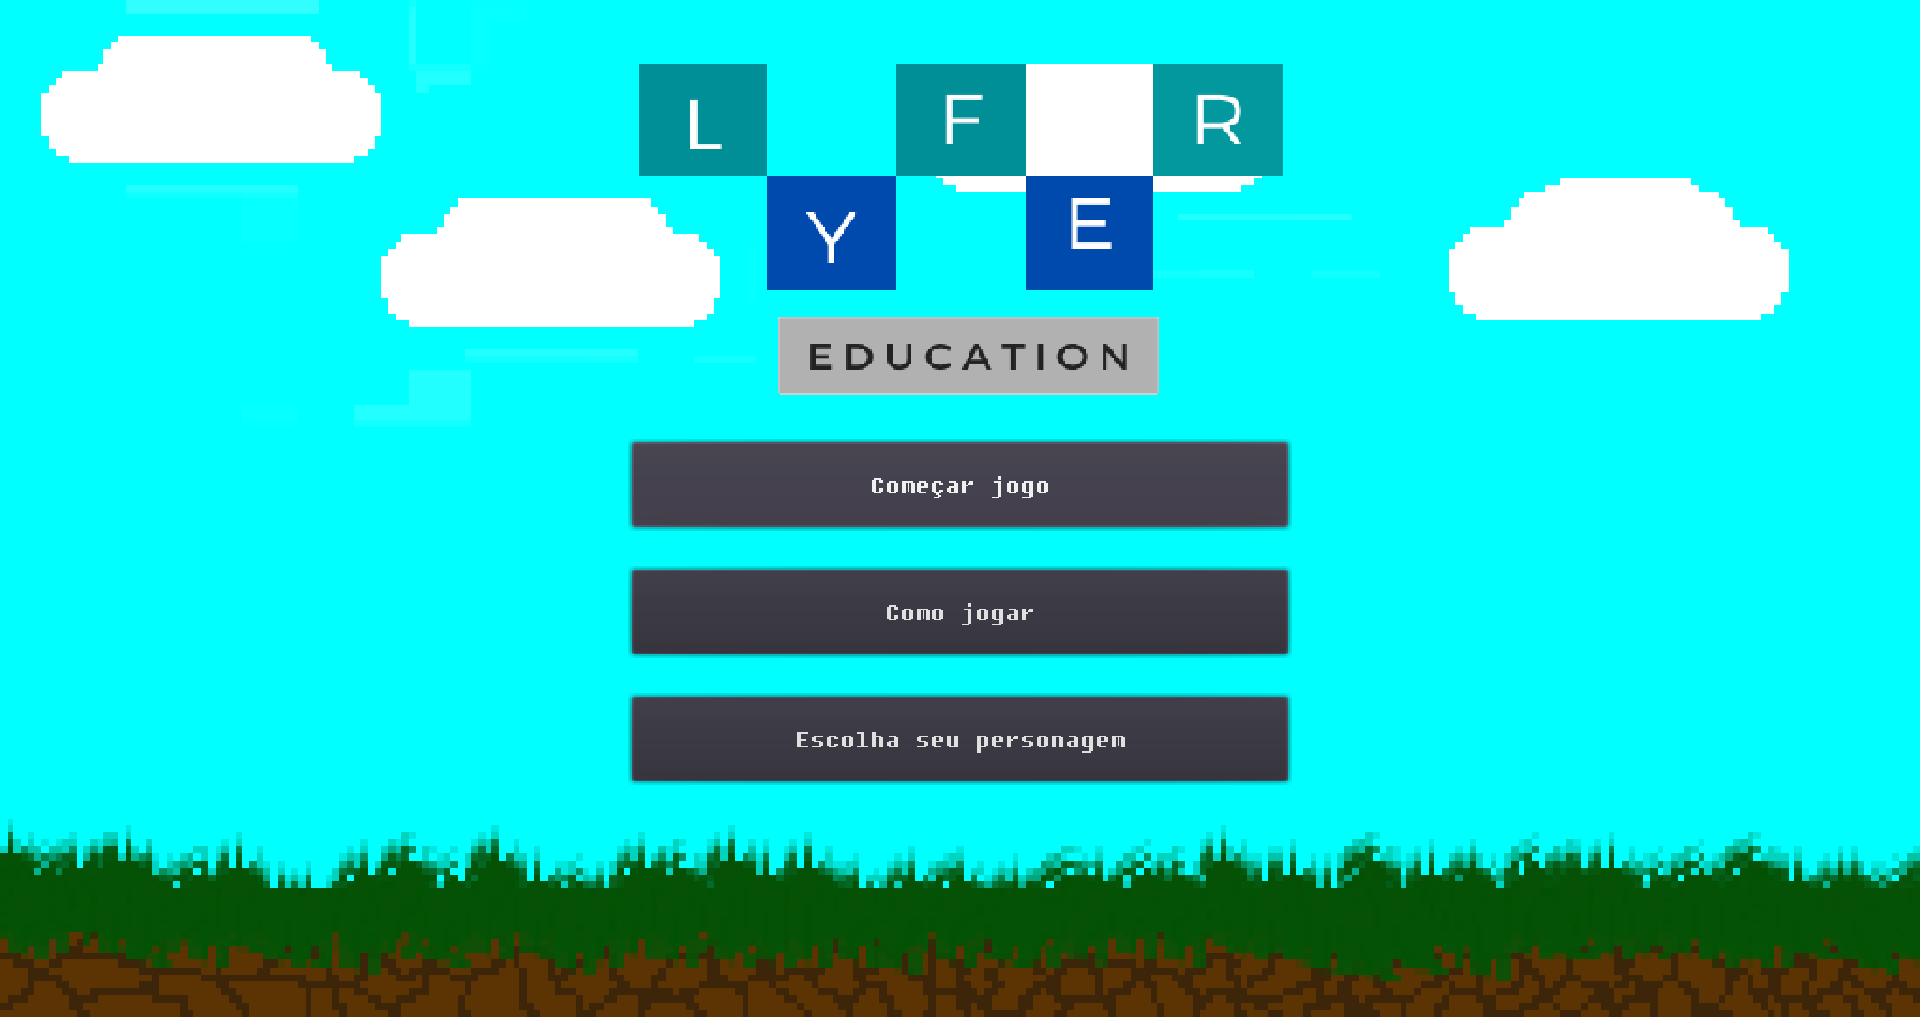 L F R
Y E
EDUCATION
Começar jogo
Como jogar
Escolha seu personagem